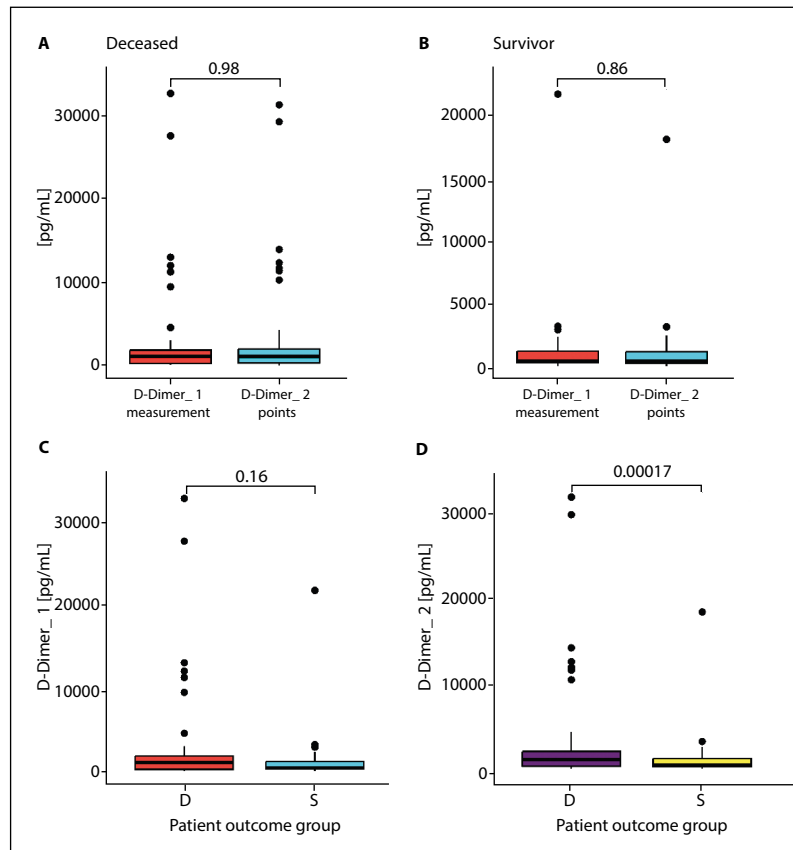 A Deceased
0.98
30000
20000
10000
0
[pg/mL]
D-Dimer_ 1
measurement
D-Dimer_ 2
points
B Survivor
0.86
20000
15000
10000
5000
0
[pg/mL]
D-Dimer_ 1
measurement
D-Dimer_ 2
points
C
0.16
30000
20000
10000
0
D-Dimer_ 1 [pg/mL]
D S
Patient outcome group
D
0.00017
30000
20000
10000
0
D-Dimer_ 2 [pg/mL]
D S
Patient outcome group